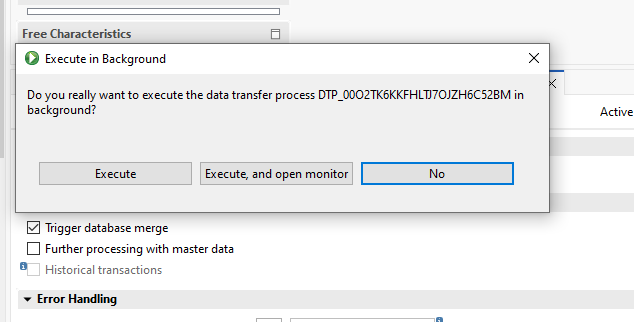 Free Characteristics
Execute in Background
Do you really want to execute the data transfer process DTP_00O2TK6KKFHLTJ7OJZH6C52BM in
background?
Execute
Execute, and open monitor
No
Active
Trigger database merge
Further processing with master data
Historical transactions
Error Handling